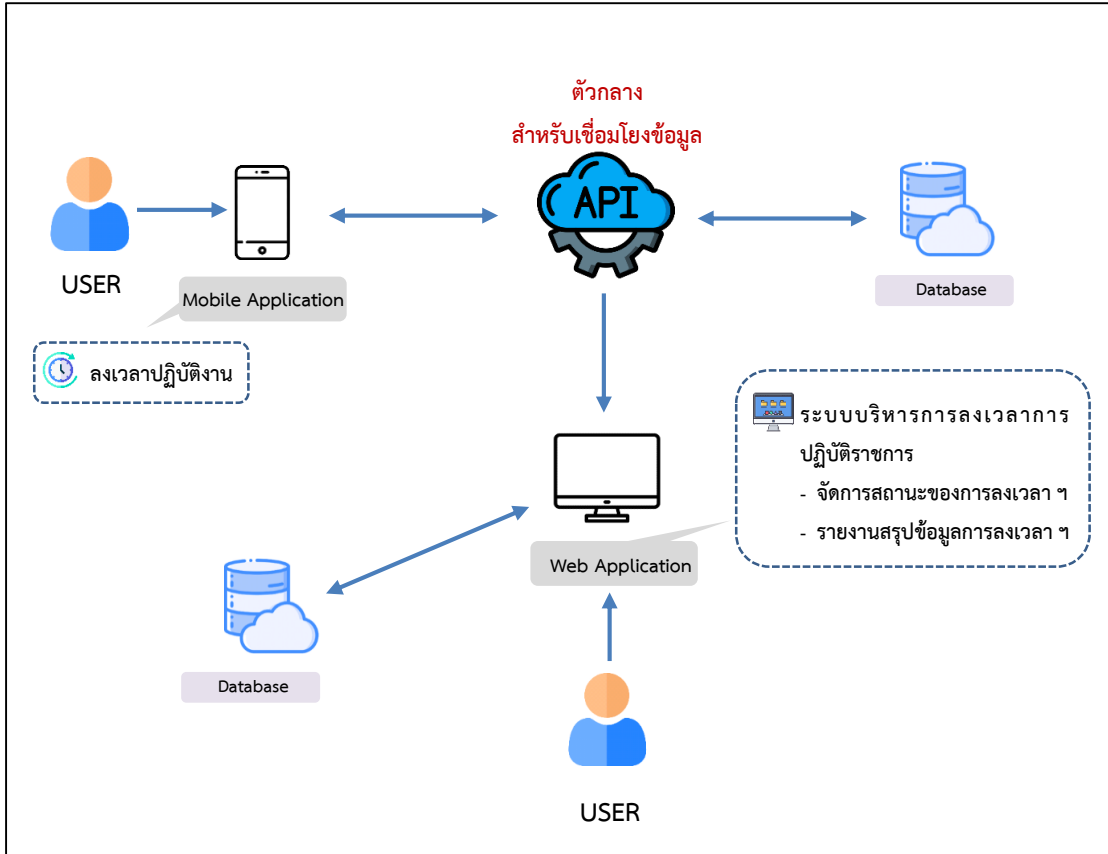 ตัวกลาง
สำหรับเชื่อมโยงข้อมูล
API
USER
Mobile Application
Database
ลงเวลาปฏิบัติงาน
ระบบบริหารการลงเวลาการ
ปฏิบัติราชการ
- จัดการสถานะของการลงเวลา ฯ
- รายงานสรุปข้อมูลการลงเวลา ฯ
Web Application
Database
USER